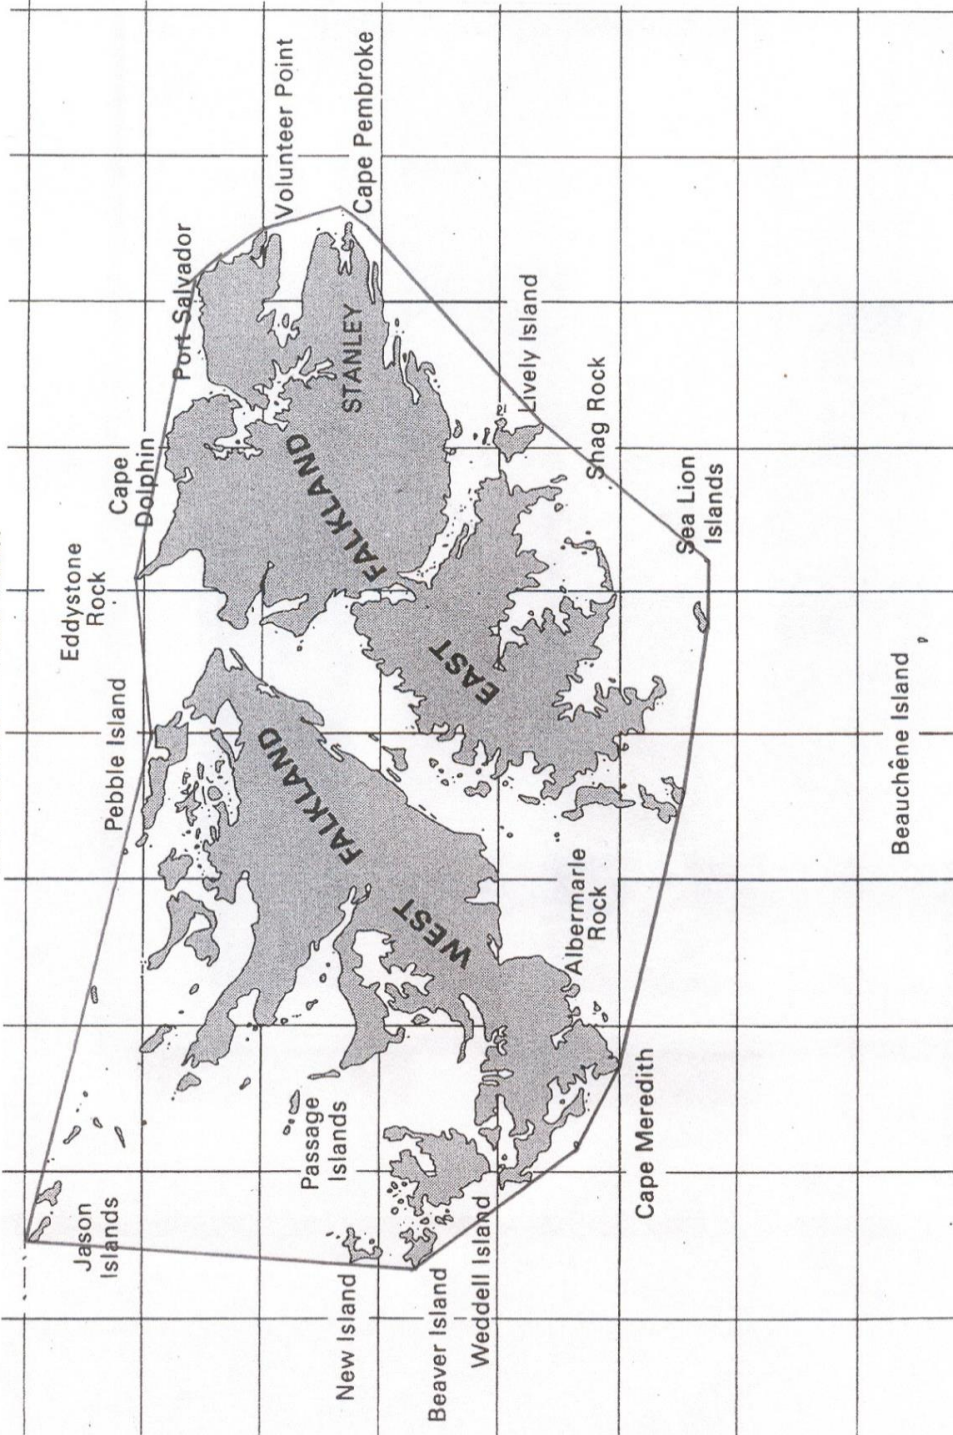 Jason
Islands
Pebble Island
Eddystone
Rock
Cape
Dolphin
Port Salvador
Volunteer Point
Cape Pembroke
STANLEY
WEST
FALKLAND
EAST
FALKLAND
Passage
Islands
New Island
Beaver Island
Weddell Island
Cape Meredith
Albermarle
Rock
Lively Island
Shag Rock
Sea Lion
Islands
Beauchêne Island